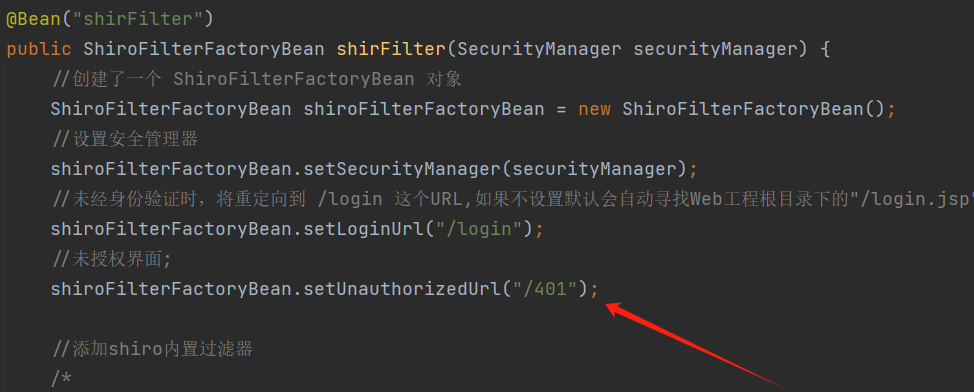 @Bean("shirFilter")
public ShiroFilterFactoryBean shirFilter(SecurityManager securityManager) {
//创建了一个 ShiroFilterFactoryBean 对象
ShiroFilterFactoryBean shiroFilterFactoryBean = new ShiroFilterFactoryBean();
//设置安全管理器
shiroFilterFactoryBean.setSecurityManager(securityManager);
//未经身份验证时，将重定向到 /login 这个URL,如果不设置默认会自动寻找Web工程根目录下的"/login.jsp"
shiroFilterFactoryBean.setLoginUrl("/login");
//未授权界面;
shiroFilterFactoryBean.setUnauthorizedUrl("/401");
//添加shiro内置过滤器
/*